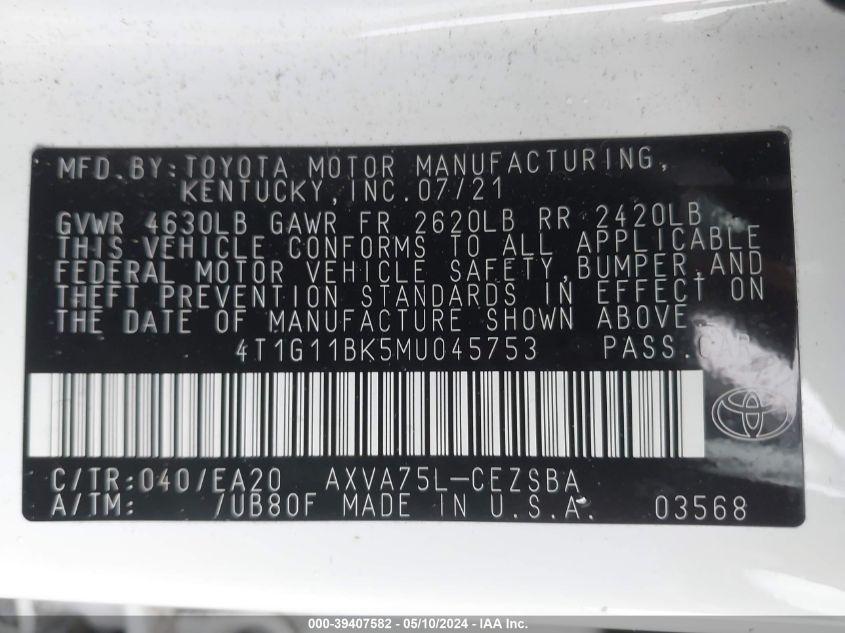 MFD.BY:TOYOTA MOTOR MANUFACTURING,
KENTUCKY,INC.07/21
GVWR 4630LB GAWR FR 2620LB RR 2420LB
THIS VEHICLE CONFORMS TO ALL APPLICABLE
FEDERAL MOTOR VEHICLE SAFETY,BUMPER,AND
THEFT PREVENTION STANDARDS IN EFFECT ON
THE DATE OF MANUFACTURE SHOWN ABOVE.
4T1G11BK5MU045753 PASS.CAR
C/TR:040/EA20 AXVA75L-CEZSBA
A/TM: /UB80F MADE IN U.S.A. 03568
000-39407582 - 05/10/2024 - IAA Inc.